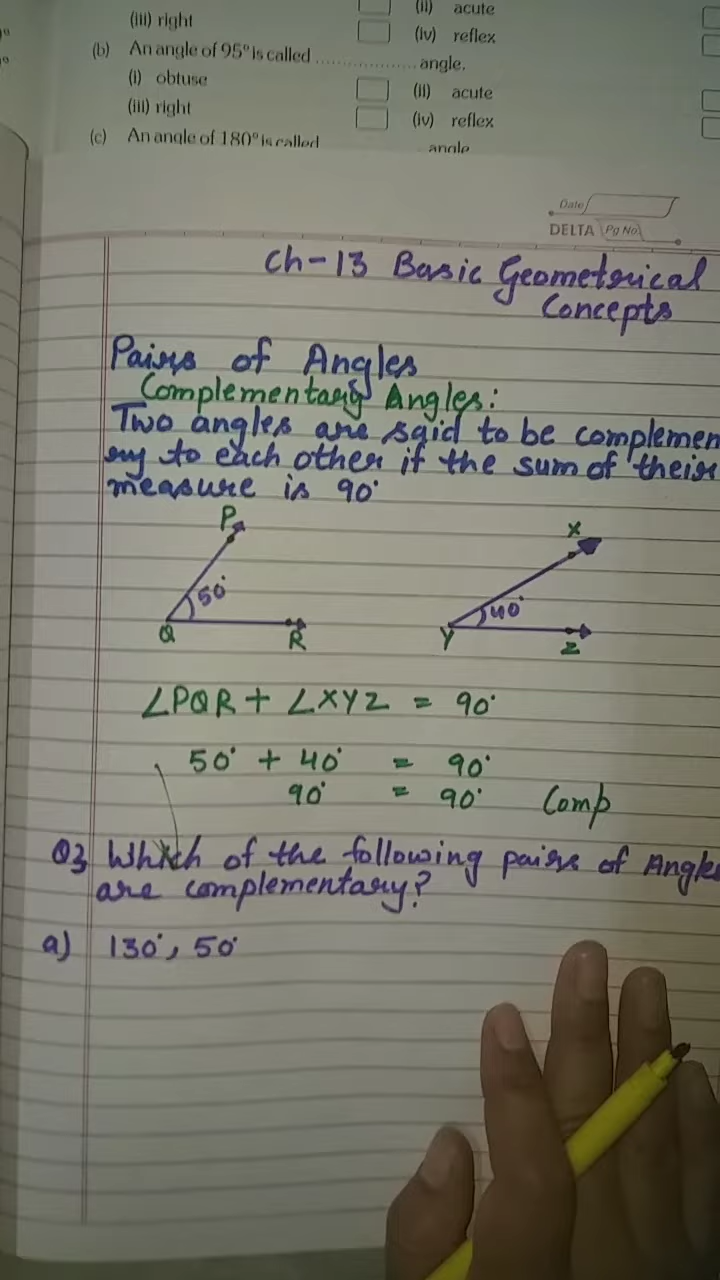 (ii) acute
(iii) right
(iv) reflex
(b) An angle of 95° is called ................. angle.
(i) obtuse
(ii) acute
(iii) right
(iv) reflex
(c) An angle of 180° is called angle
Date
DELTA Pg No.
Ch-13 Basic Geometrical
Concepts
Pairs of Angles
Complementary Angles:
Two angles are said to be complemen
ery to each other if the sum of their
measure is 90°
P X
50° 40°
Q R Y Z
∠PQR + ∠XYZ = 90°
50° + 40° = 90°
90° = 90° Comp
Q3 Which of the following pairs of Angle
are complementary?
a) 130°, 50°